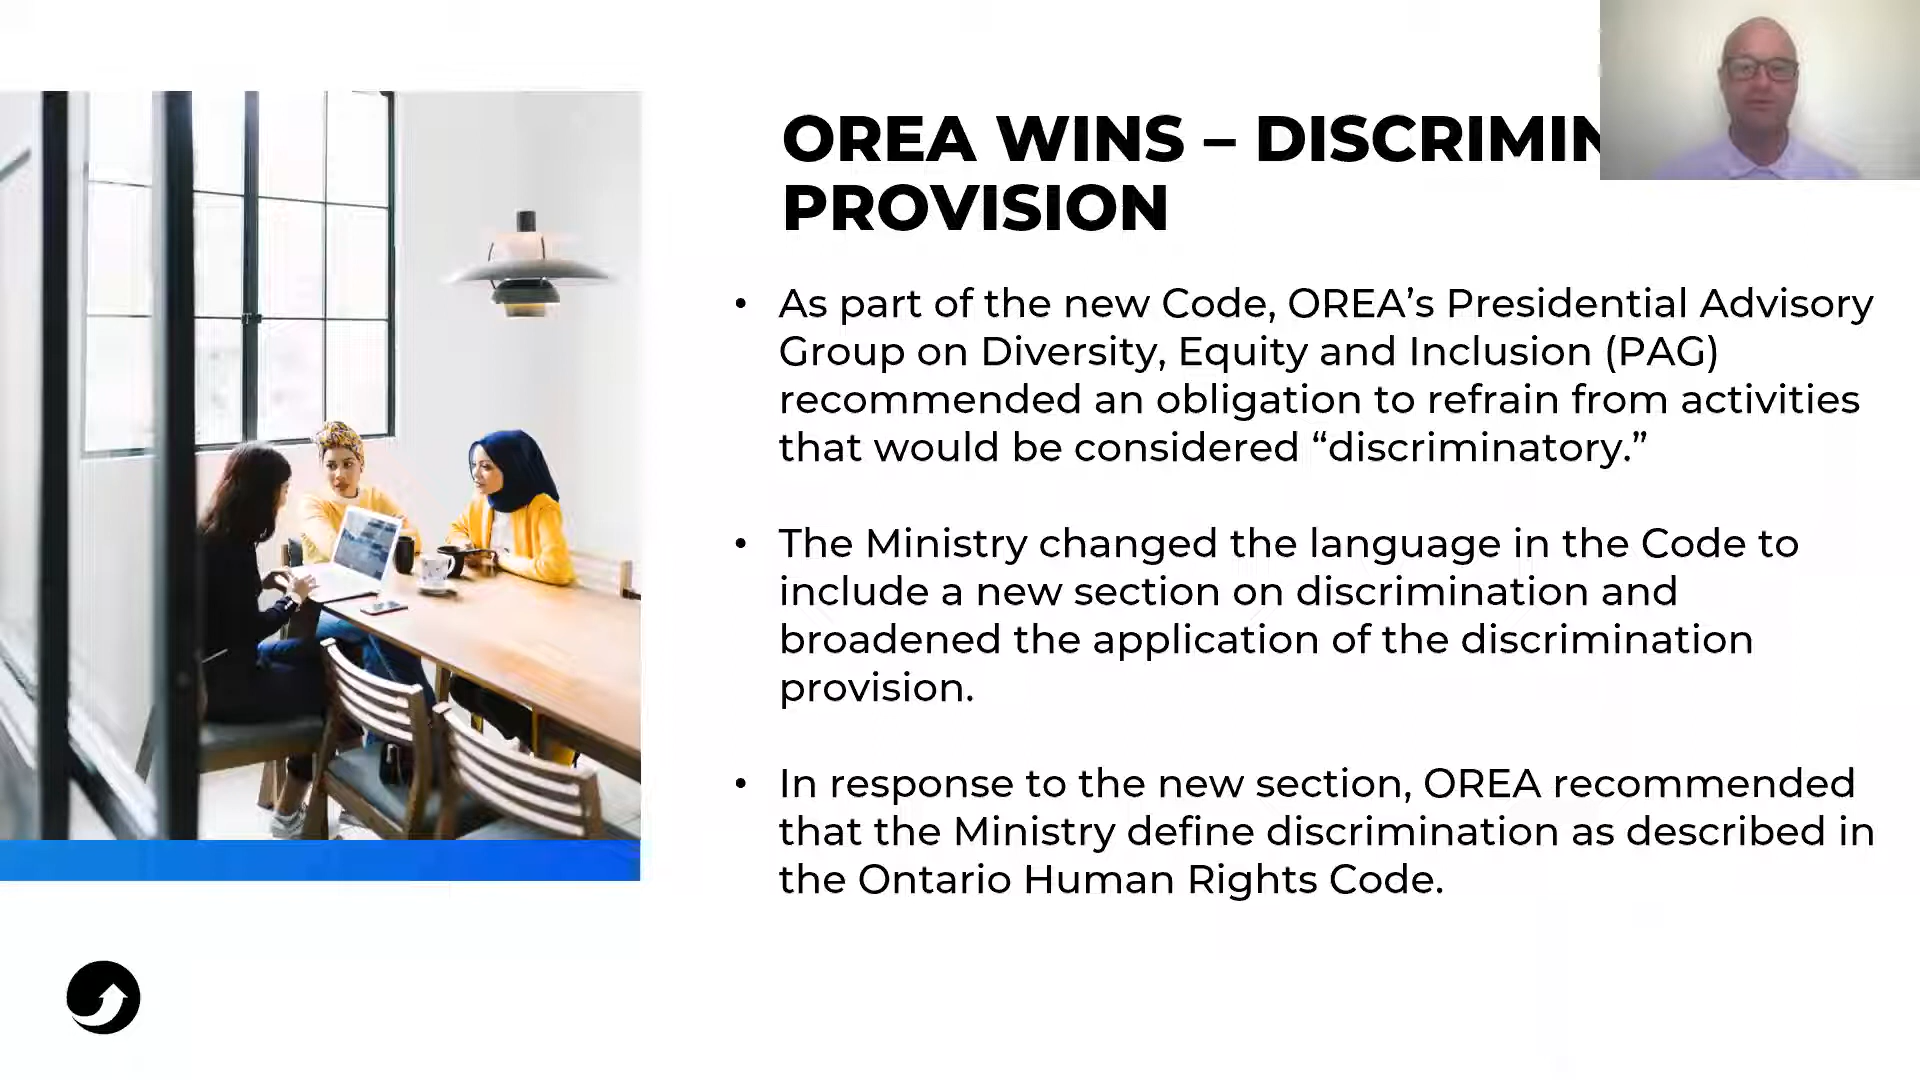 OREA WINS – DISCRIMIN
PROVISION
• As part of the new Code, OREA’s Presidential Advisory
Group on Diversity, Equity and Inclusion (PAG)
recommended an obligation to refrain from activities
that would be considered “discriminatory.”
• The Ministry changed the language in the Code to
include a new section on discrimination and
broadened the application of the discrimination
provision.
• In response to the new section, OREA recommended
that the Ministry define discrimination as described in
the Ontario Human Rights Code.